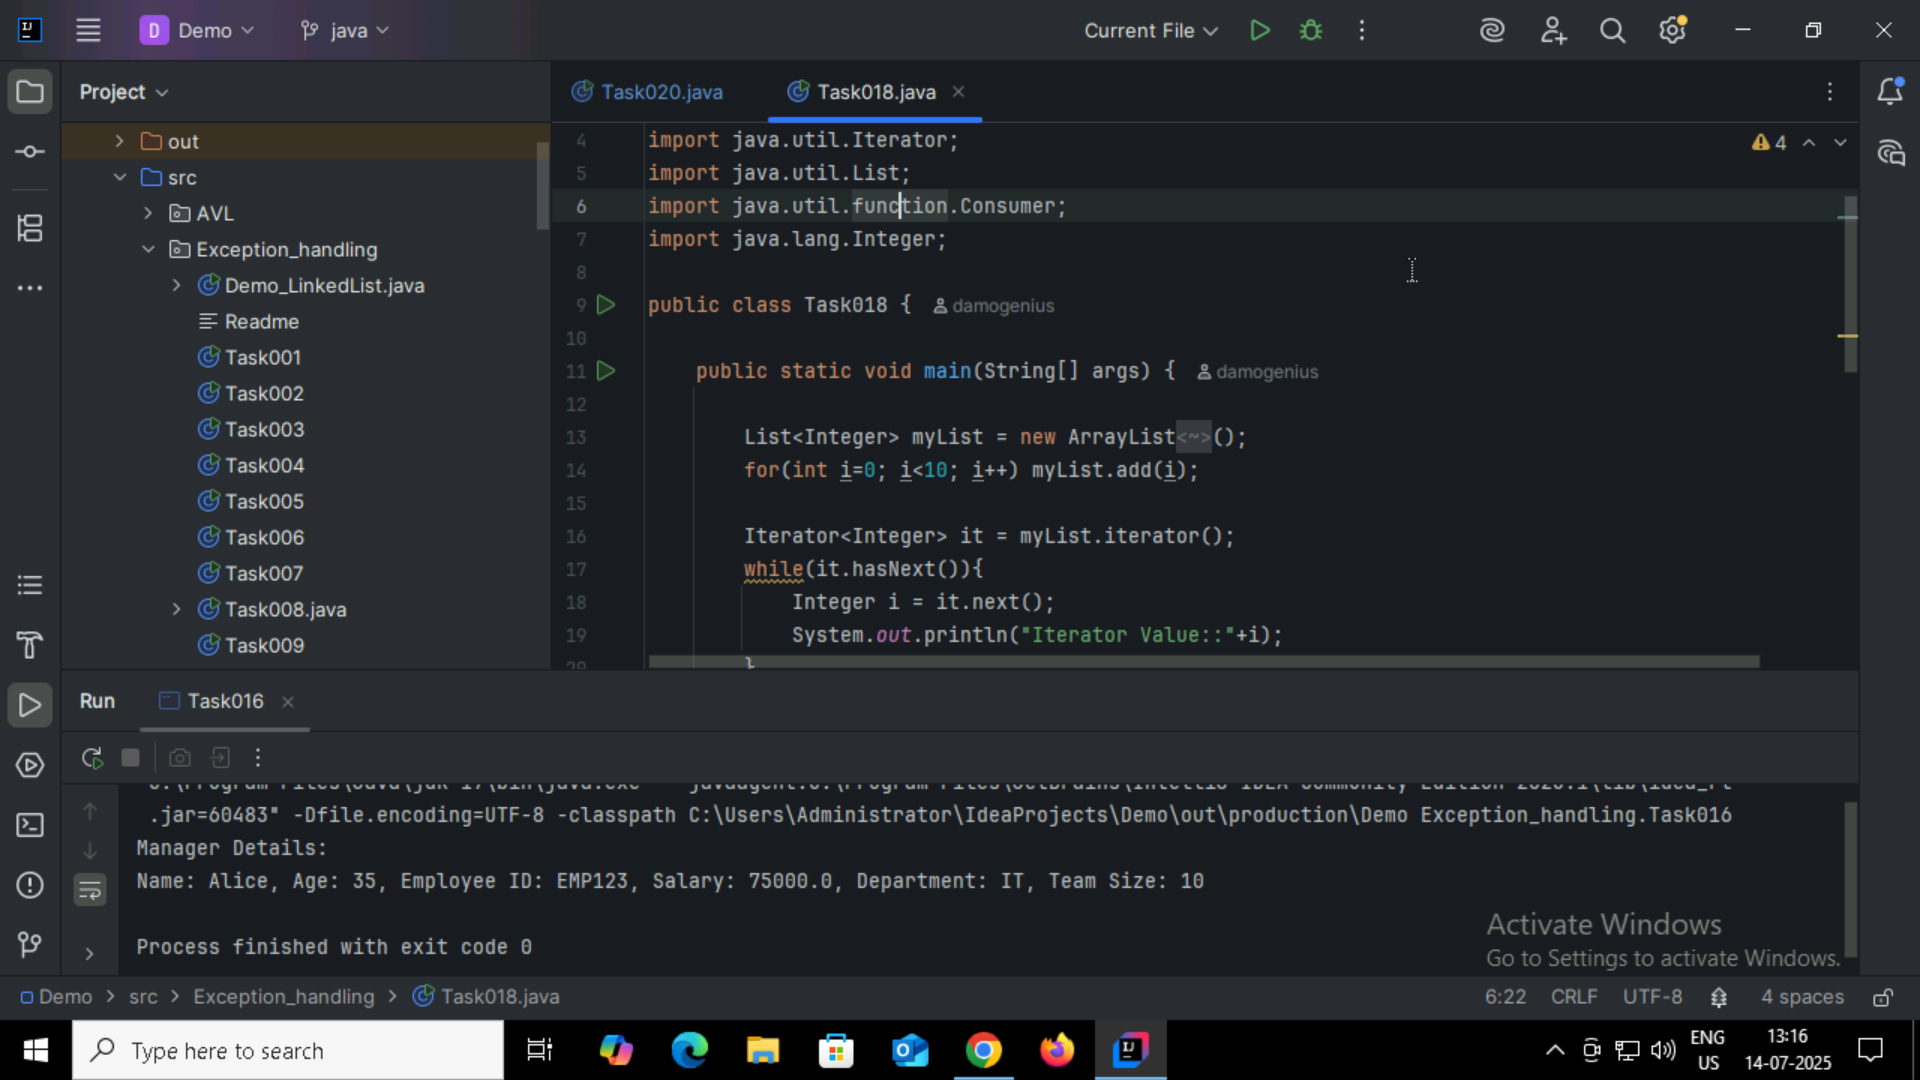 D Demo java Current File
Project
Task020.java Task018.java
out
src
AVL
Exception_handling
Demo_LinkedList.java
Readme
Task001
Task002
Task003
Task004
Task005
Task006
Task007
Task008.java
Task009
4
4 import java.util.Iterator;
5 import java.util.List;
6 import java.util.function.Consumer;
7 import java.lang.Integer;
8
9 public class Task018 { damogenius
10
11 public static void main(String[] args) { damogenius
12
13 List<Integer> myList = new ArrayList<~>();
14 for(int i=0; i<10; i++) myList.add(i);
15
16 Iterator<Integer> it = myList.iterator();
17 while(it.hasNext()){
18 Integer i = it.next();
19 System.out.println("Iterator Value::"+i);
20 }
Run Task016
.jar=60483" -Dfile.encoding=UTF-8 -classpath C:\Users\Administrator\IdeaProjects\Demo\out\production\Demo Exception_handling.Task016
Manager Details:
Name: Alice, Age: 35, Employee ID: EMP123, Salary: 75000.0, Department: IT, Team Size: 10
Process finished with exit code 0
Activate Windows
Go to Settings to activate Windows.
Demo > src > Exception_handling > Task018.java
6:22 CRLF UTF-8 4 spaces
Type here to search
ENG
US
13:16
14-07-2025